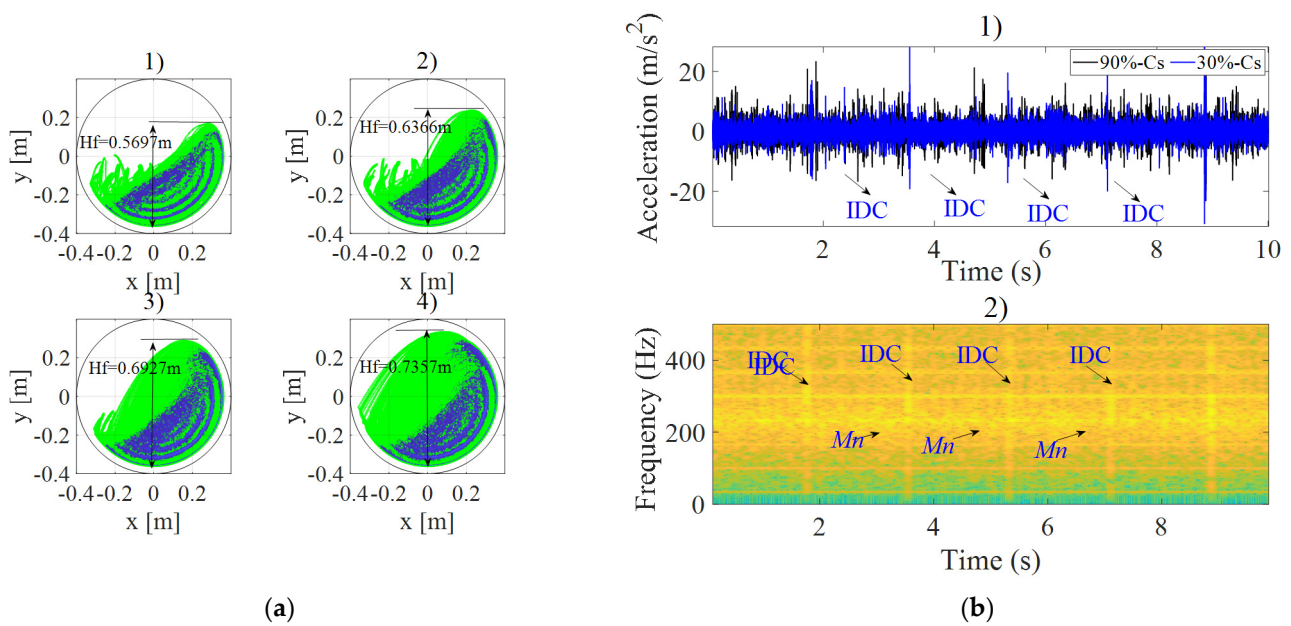 1)
y [m]
0.2
0
-0.2
-0.4
Hf=0.5697m
-0.4 -0.2 0 0.2
x [m]
2)
y [m]
0.2
0
-0.2
-0.4
Hf=0.6366m
-0.4 -0.2 0 0.2
x [m]
3)
y [m]
0.2
0
-0.2
-0.4
Hf=0.6927m
-0.4 -0.2 0 0.2
x [m]
4)
y [m]
0.2
0
-0.2
-0.4
Hf=0.7357m
-0.4 -0.2 0 0.2
x [m]
(a)
1)
Acceleration (m/s²)
20
0
-20
90%-Cs 30%-Cs
IDC IDC IDC IDC
2 4 6 8 10
Time (s)
2)
Frequency (Hz)
400
200
0
IDC IDC IDC IDC IDC
Mn Mn Mn
2 4 6 8
Time (s)
(b)